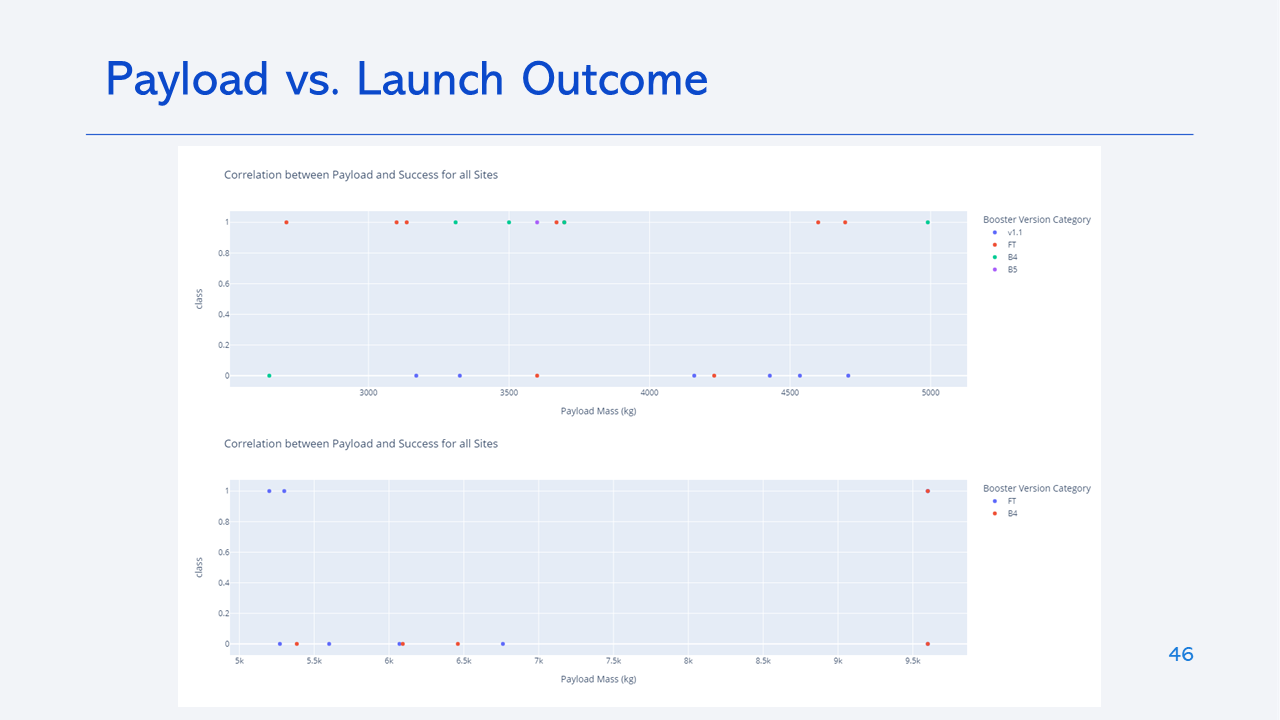 Payload vs. Launch Outcome
Correlation between Payload and Success for all Sites
Booster Version Category
v1.1
FT
B4
B5
1
0.8
0.6
0.4
0.2
0
class
3000
3500
4000
4500
5000
Payload Mass (kg)
Correlation between Payload and Success for all Sites
Booster Version Category
FT
B4
1
0.8
0.6
0.4
0.2
0
class
5k
5.5k
6k
6.5k
7k
7.5k
8k
8.5k
9k
9.5k
Payload Mass (kg)
46